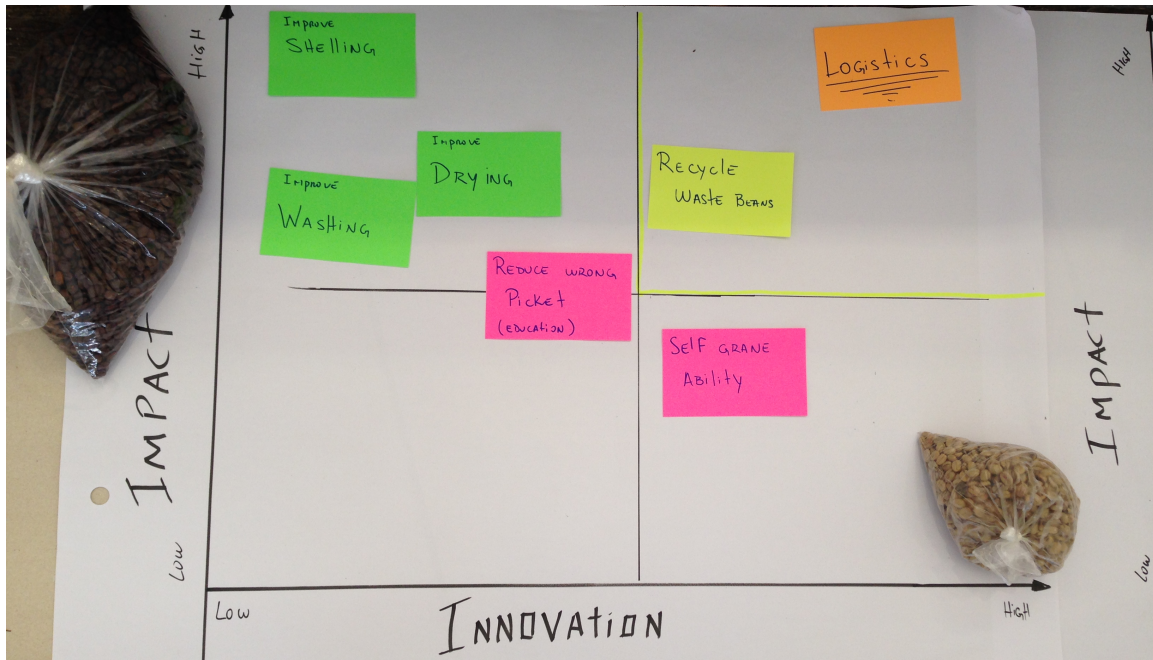 HIGH
IMPROVE
SHELLING
LOGISTICS
HIGH
IMPROVE
DRYING
RECYCLE
WASTE BEANS
IMPROVE
WASHING
REDUCE WRONG
PICKET
(EDUCATION)
SELF GRANE
ABILITY
IMPACT
IMPACT
LOW
LOW
LOW
INNOVATION
HIGH